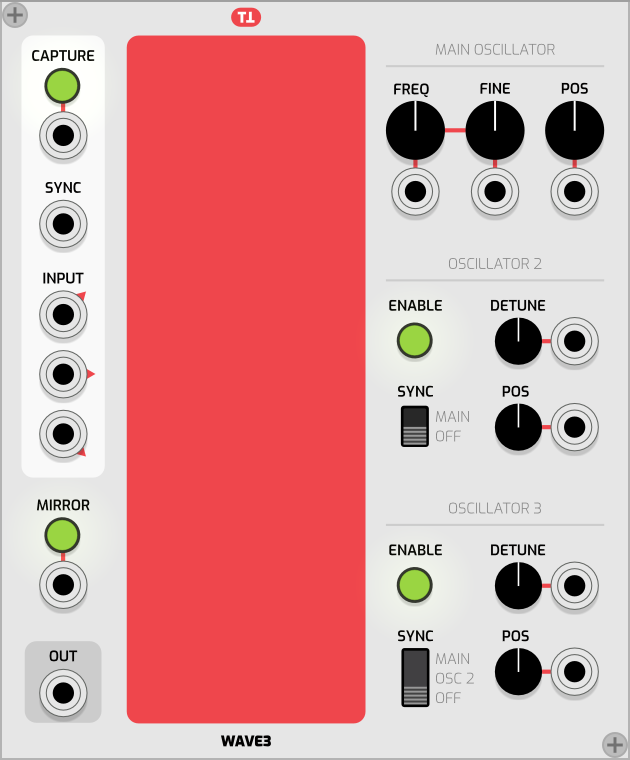 T1
CAPTURE
SYNC
INPUT
MIRROR
OUT
WAVE3
MAIN OSCILLATOR
FREQ FINE POS
OSCILLATOR 2
ENABLE DETUNE
SYNC POS
MAIN
OFF
OSCILLATOR 3
ENABLE DETUNE
SYNC POS
MAIN
OSC 2
OFF